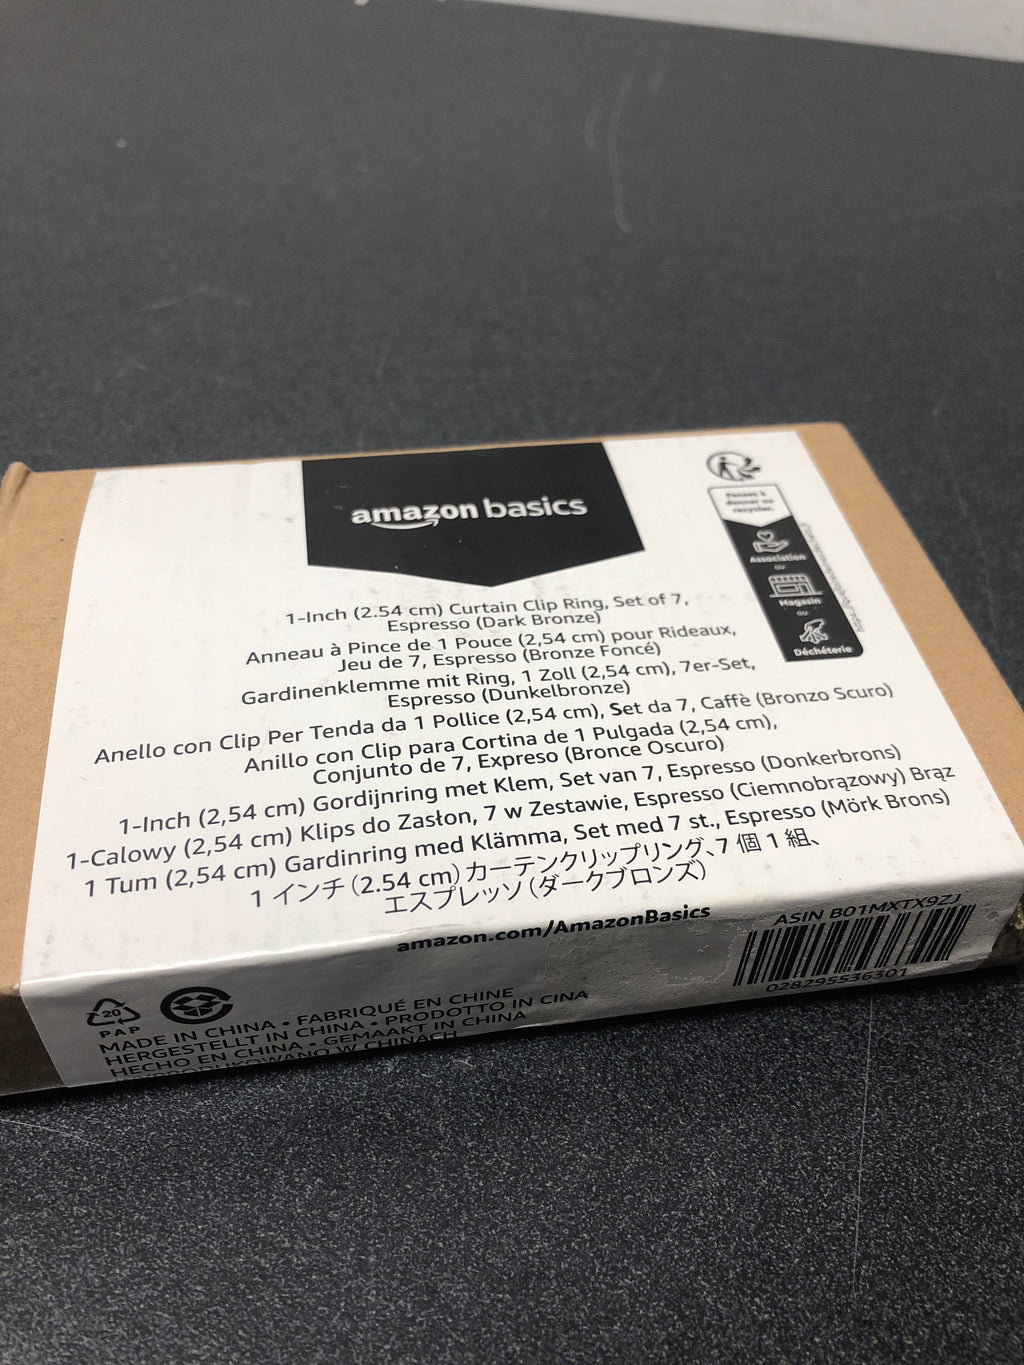 amazon basics
1-Inch (2.54 cm) Curtain Clip Ring, Set of 7,
Espresso (Dark Bronze)
Anneau à Pince de 1 Pouce (2,54 cm) pour Rideaux,
Jeu de 7, Espresso (Bronze Foncé)
Gardinenklemme mit Ring, 1 Zoll (2,54 cm), 7er-Set,
Espresso (Dunkelbronze)
Anello con Clip Per Tenda da 1 Pollice (2,54 cm), Set da 7, Caffè (Bronzo Scuro)
Anillo con Clip para Cortina de 1 Pulgada (2,54 cm),
Conjunto de 7, Expreso (Bronce Oscuro)
1-Inch (2,54 cm) Gordijnring met Klem, Set van 7, Espresso (Donkerbrons)
1-Calowy (2,54 cm) Klips do Zasłon, 7 w Zestawie, Espresso (Ciemnobrązowy) Brąz
1 Tum (2,54 cm) Gardinring med Klämma, Set med 7 st., Espresso (Mörk Brons)
1 インチ (2.54 cm) カーテンクリップリング、7 個 1 組、
エスプレッソ (ダークブロンズ)
amazon.com/AmazonBasics
Pensez à
donner ou
recycler.
Association
ou
Magasin
ou
Déchèterie
ASIN B01MXTX9ZJ
028295536301
20
PAP
MADE IN CHINA • FABRIQUÉ EN CHINE
HERGESTELLT IN CHINA • PRODOTTO IN CINA
HECHO EN CHINA • GEMAAKT IN CHINA
WYPRODUKOWANO W CHINACH